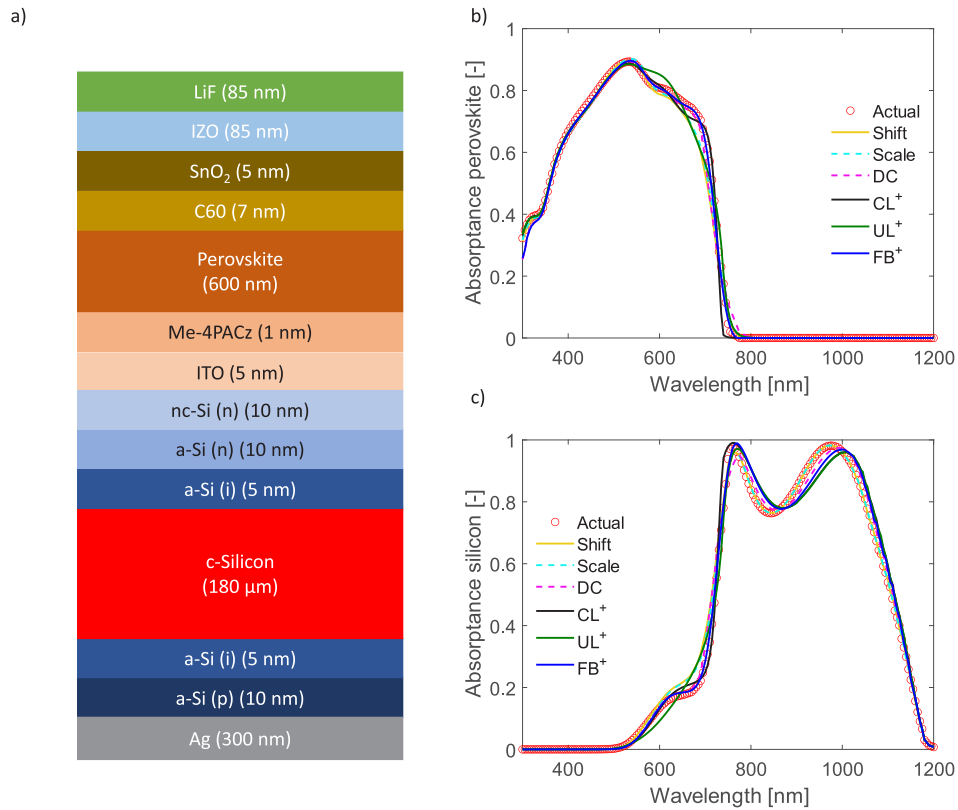 a)
LiF (85 nm)
IZO (85 nm)
SnO₂ (5 nm)
C60 (7 nm)
Perovskite
(600 nm)
Me-4PACz (1 nm)
ITO (5 nm)
nc-Si (n) (10 nm)
a-Si (n) (10 nm)
a-Si (i) (5 nm)
c-Silicon
(180 µm)
a-Si (i) (5 nm)
a-Si (p) (10 nm)
Ag (300 nm)
b)
Absorptance perovskite [-]
1
0.8
0.6
0.4
0.2
0
400 600 800 1000 1200
Wavelength [nm]
Actual
Shift
Scale
DC
CL⁺
UL⁺
FB⁺
c)
Absorptance silicon [-]
1
0.8
0.6
0.4
0.2
0
400 600 800 1000 1200
Wavelength [nm]
Actual
Shift
Scale
DC
CL⁺
UL⁺
FB⁺